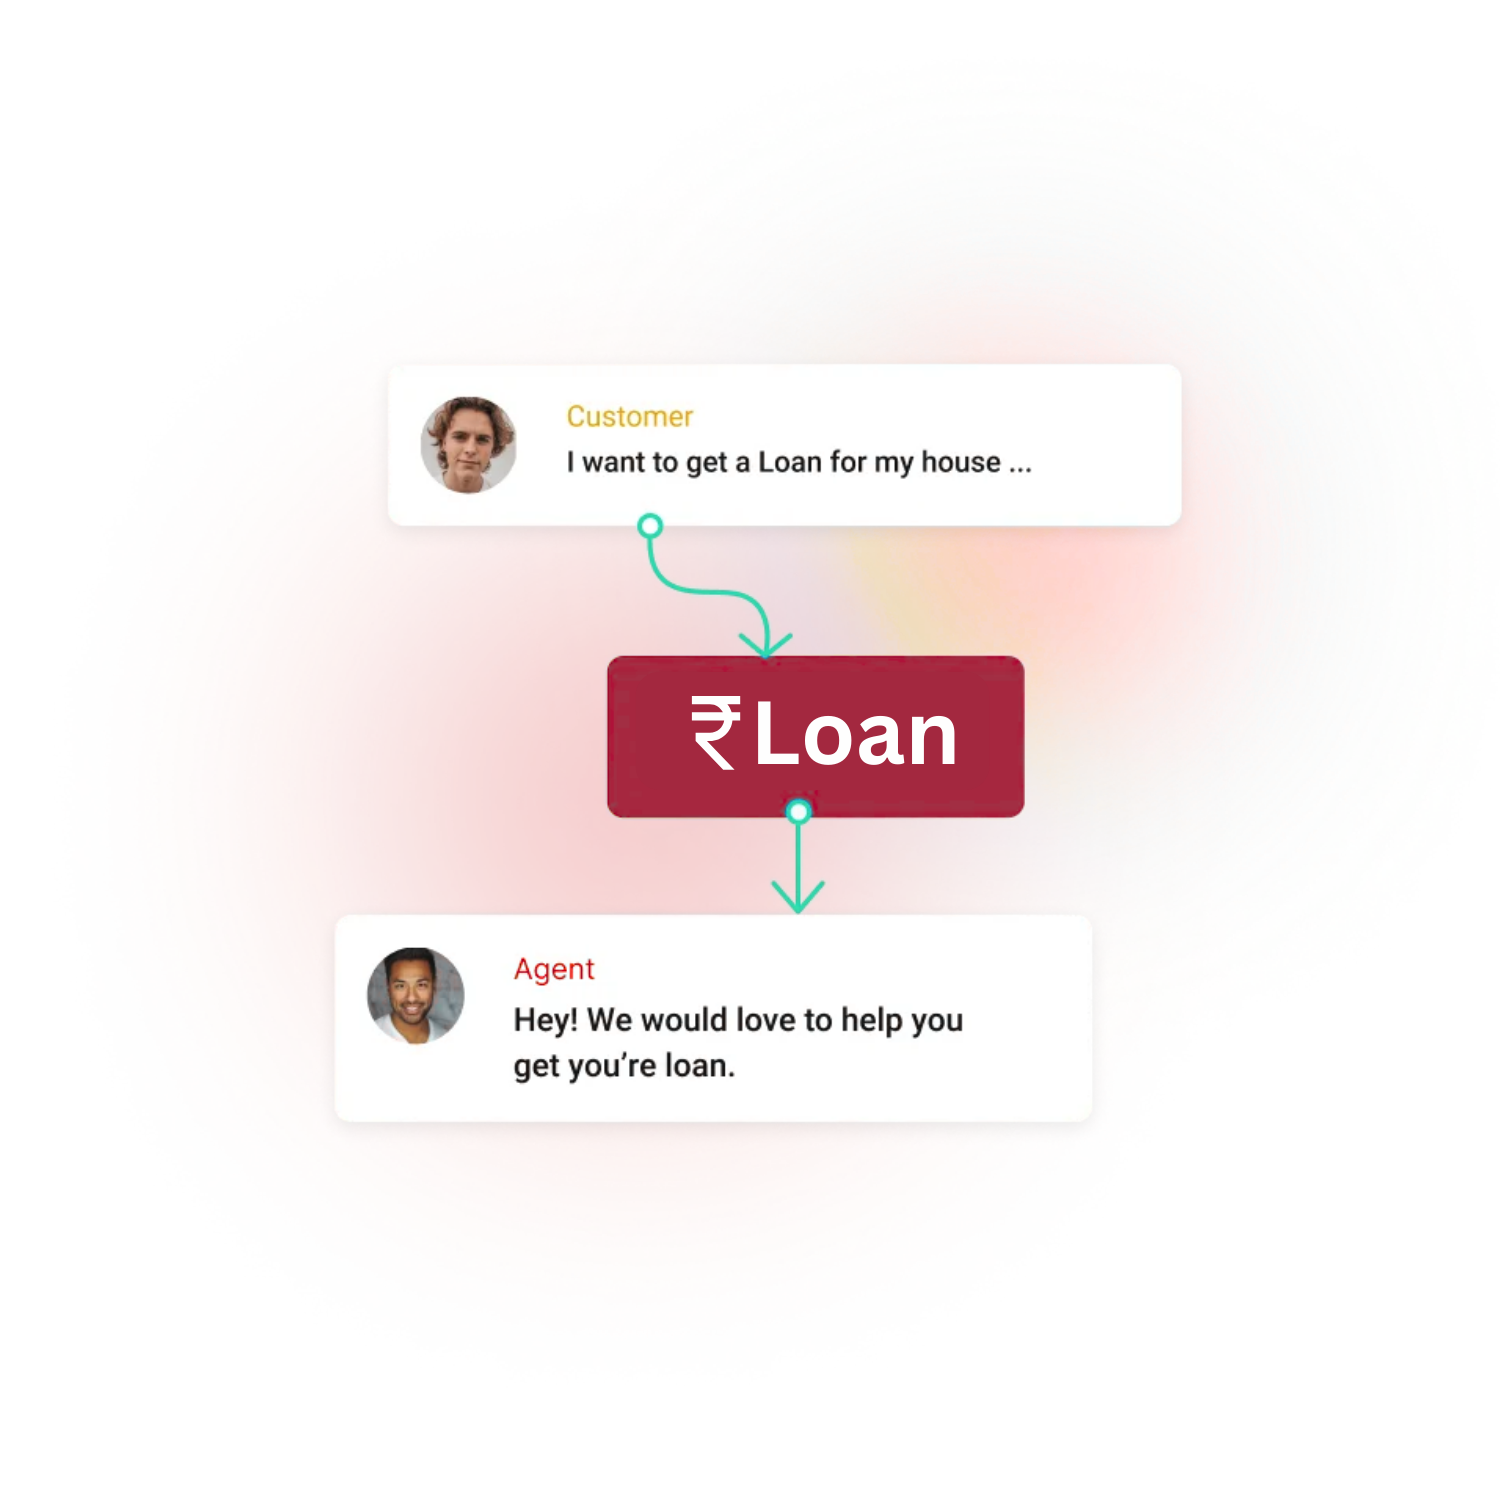 Customer
I want to get a Loan for my house ...
₹Loan
Agent
Hey! We would love to help you
get you’re loan.